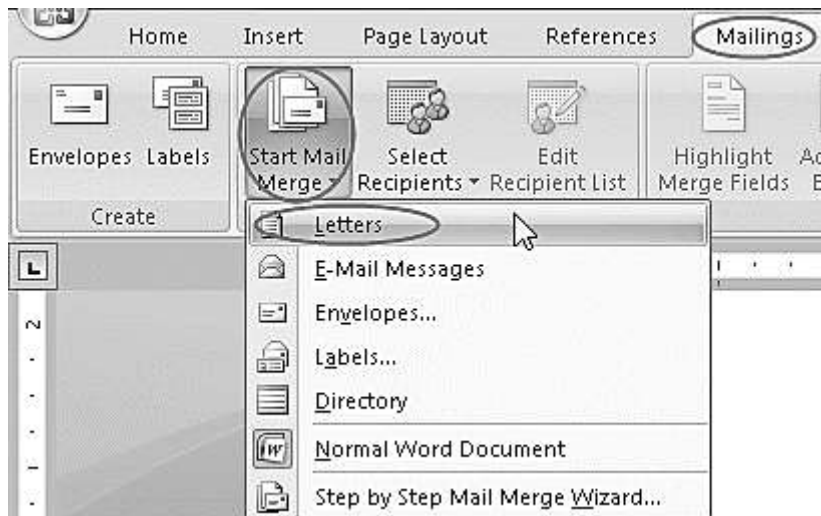 Home Insert Page Layout References Mailings
Envelopes Labels Start Mail Merge Select Recipients Edit Recipient List Highlight Merge Fields
Create
Letters
E-Mail Messages
Envelopes...
Labels...
Directory
Normal Word Document
Step by Step Mail Merge Wizard...
L
2